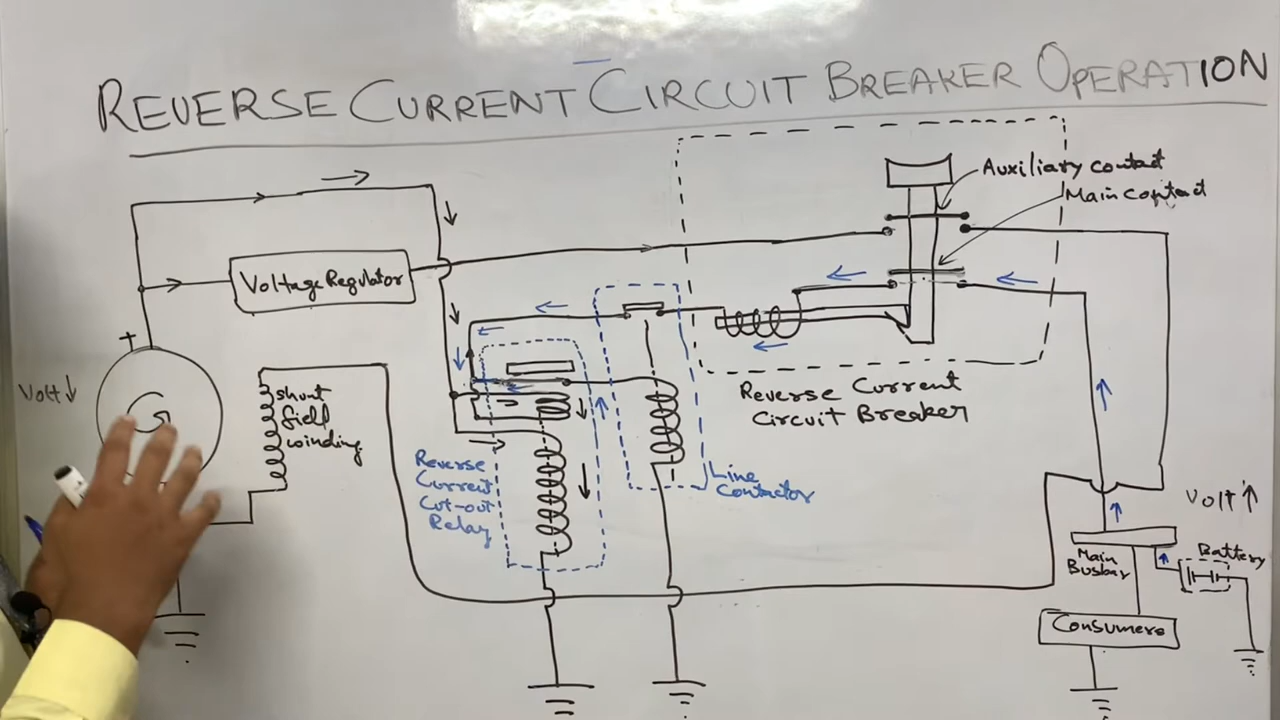 REVERSE CURRENT CIRCUIT BREAKER OPERATION
Auxiliary contact
Main contact
Voltage Regulator
+
Volt ↓
shunt
field
winding
Reverse Current
Circuit Breaker
Reverse
Current
Cut-out
Relay
Line
Contactor
Volt ↑
Main
Busbar
Battery
Consumers